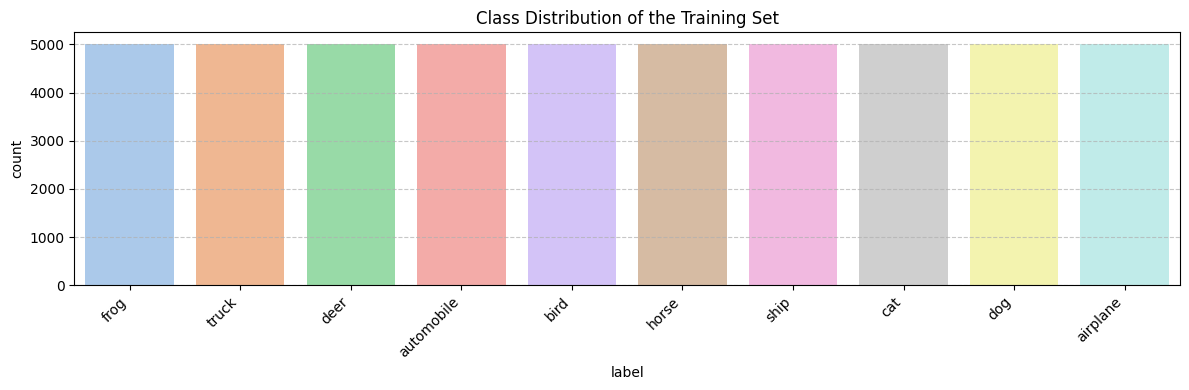 Class Distribution of the Training Set
count
5000
4000
3000
2000
1000
0
frog
truck
deer
automobile
bird
horse
ship
cat
dog
airplane
label